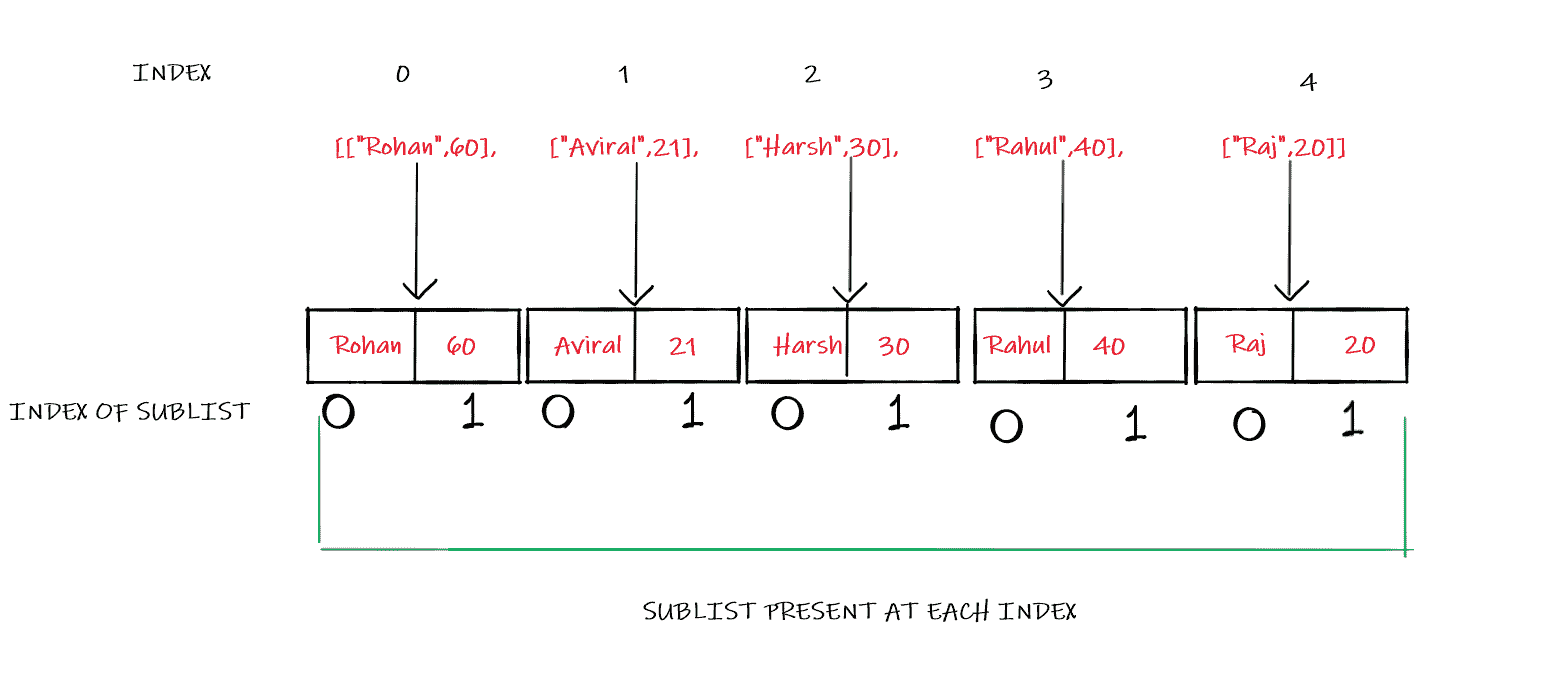 INDEX 0 1 2 3 4
[["Rohan",60], ["Aviral",21], ["Harsh",30], ["Rahul",40], ["Raj",20]]
Rohan 60 Aviral 21 Harsh 30 Rahul 40 Raj 20
INDEX OF SUBLIST 0 1 0 1 0 1 0 1 0 1
SUBLIST PRESENT AT EACH INDEX